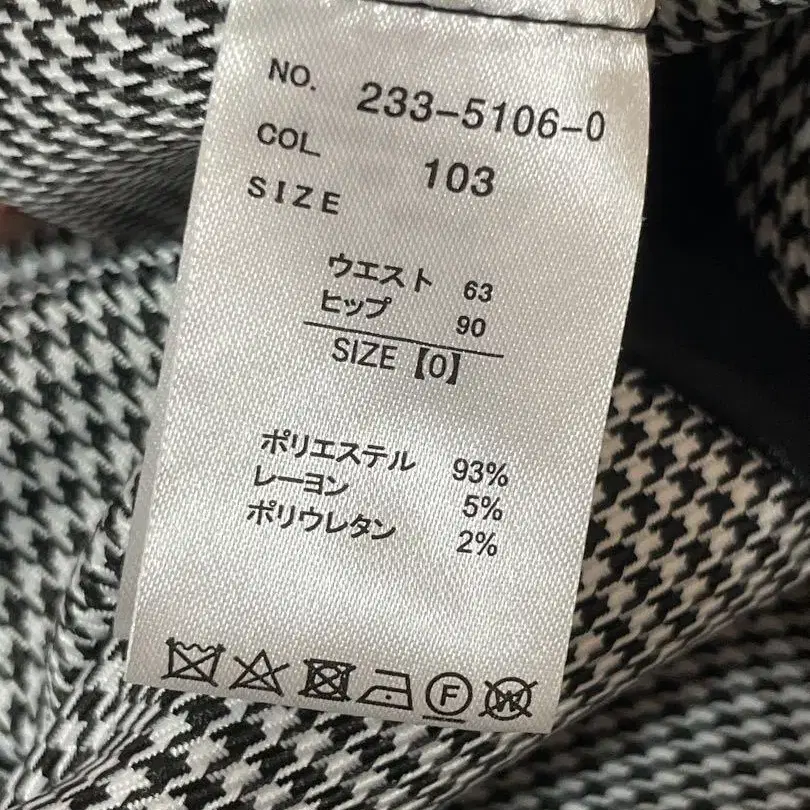 NO. 233-5106-0
COL 103
SIZE
ウエスト 63
ヒップ 90
SIZE【0】
ポリエステル 93%
レーヨン 5%
ポリウレタン 2%
F W